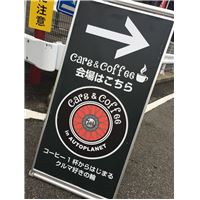 注意
Cars & Coffee
会場はこちら
Cars & Coffee
in AUTOPLANET
コーヒー1杯からはじまる
クルマ好きの輪